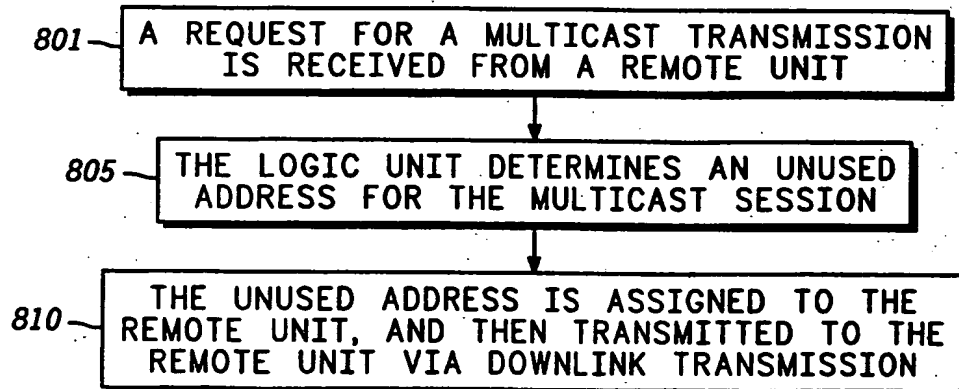 801
A REQUEST FOR A MULTICAST TRANSMISSION
IS RECEIVED FROM A REMOTE UNIT
805
THE LOGIC UNIT DETERMINES AN UNUSED
ADDRESS FOR THE MULTICAST SESSION
810
THE UNUSED ADDRESS IS ASSIGNED TO THE
REMOTE UNIT, AND THEN TRANSMITTED TO THE
REMOTE UNIT VIA DOWNLINK TRANSMISSION